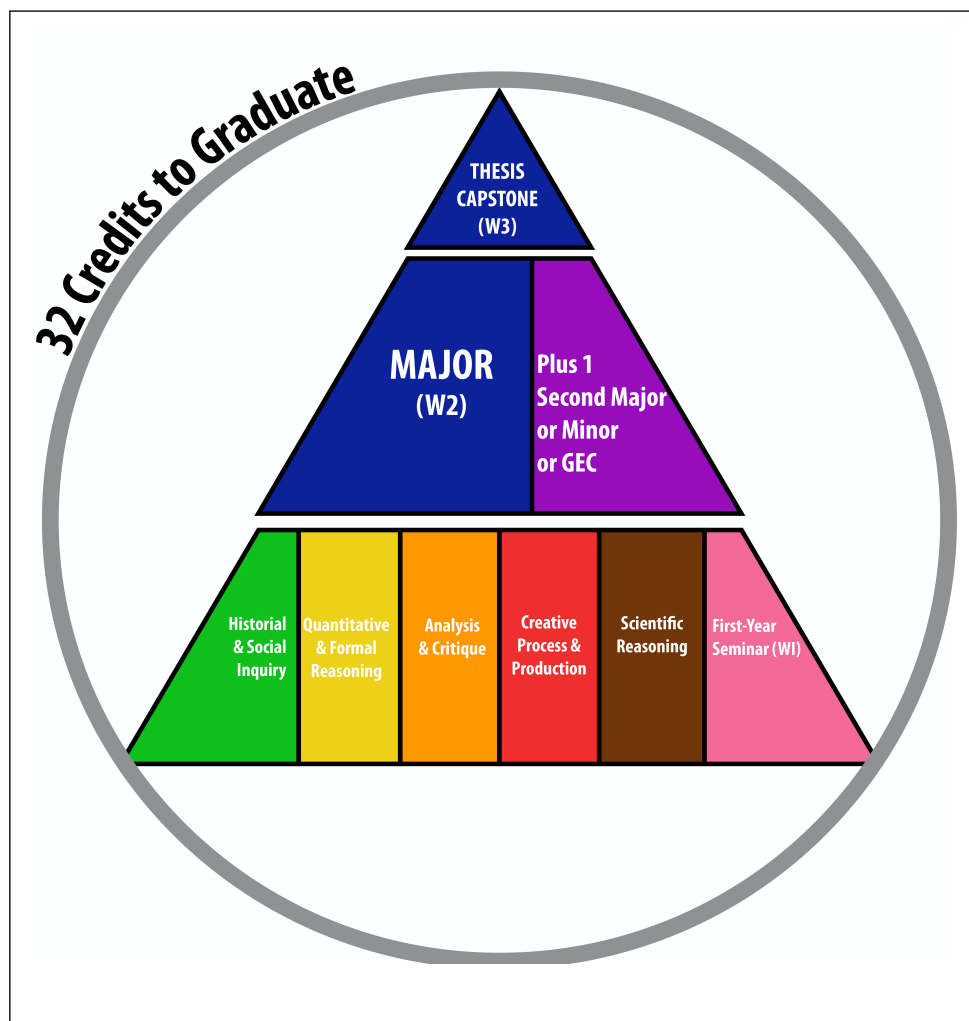 32 Credits to Graduate
THESIS
CAPSTONE
(W3)
MAJOR
(W2)
Plus 1
Second Major
or Minor
or GEC
Historial
& Social
Inquiry
Quantitative
& Formal
Reasoning
Analysis
& Critique
Creative
Process &
Production
Scientific
Reasoning
First-Year
Seminar (WI)